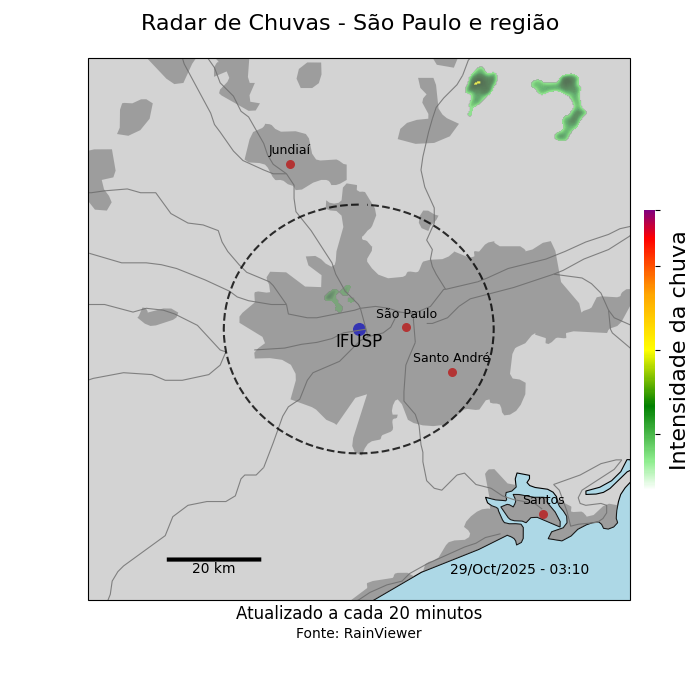 Radar de Chuvas - São Paulo e região
Jundiaí
São Paulo
IFUSP
Santo André
Intensidade da chuva
Santos
20 km
29/Oct/2025 - 03:10
Atualizado a cada 20 minutos
Fonte: RainViewer